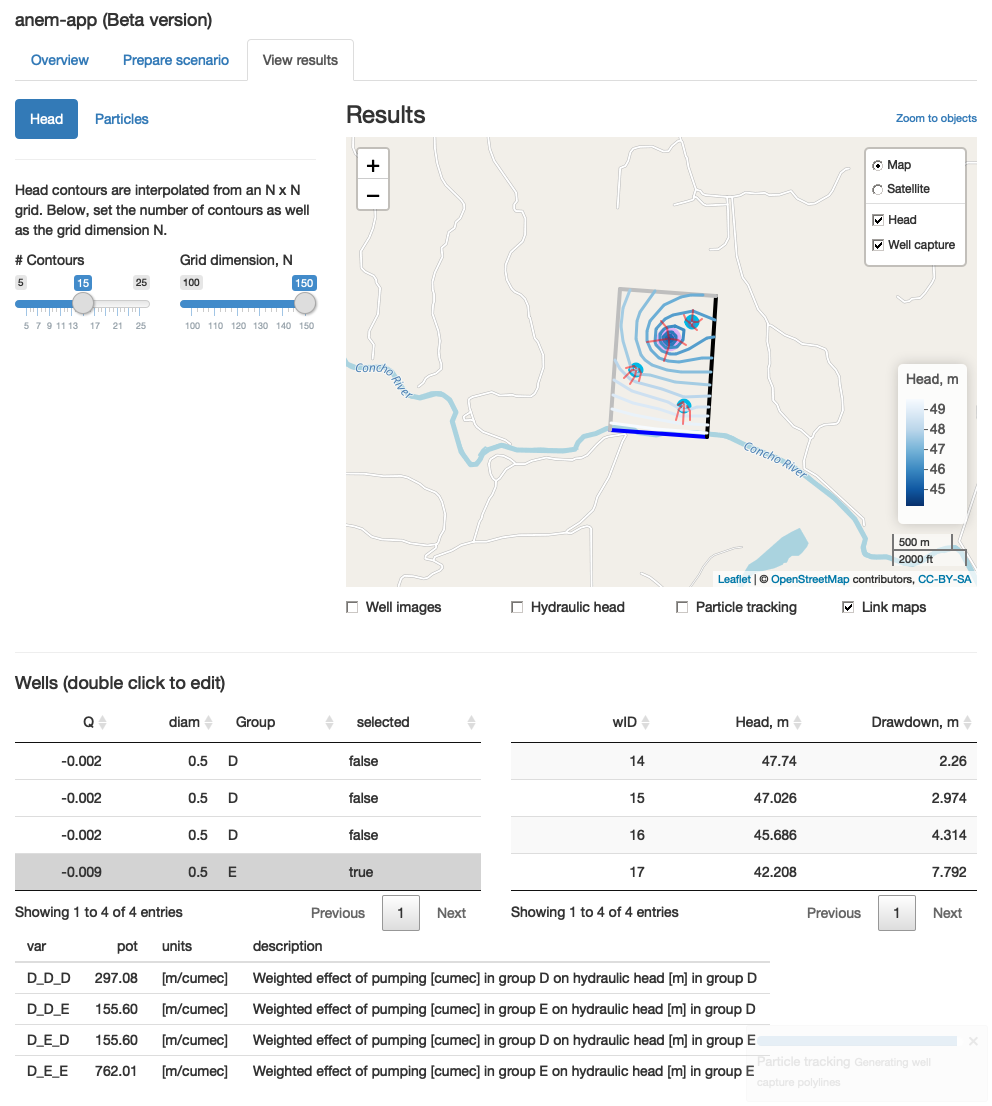 anem-app (Beta version)
Overview Prepare scenario View results
Head Particles
Results
Zoom to objects
Head contours are interpolated from an N x N
grid. Below, set the number of contours as well
as the grid dimension N.
# Contours Grid dimension, N
5 15 25 100 150
5 7 9 11 13 17 21 25 100 110 120 130 140 150
+
−
Map
Satellite
Head
Well capture
Concho River
Concho River
Head, m
49
48
47
46
45
500 m
2000 ft
Leaflet | © OpenStreetMap contributors, CC-BY-SA
Well images Hydraulic head Particle tracking Link maps
Wells (double click to edit)
Q diam Group selected
-0.002 0.5 D false
-0.002 0.5 D false
-0.002 0.5 D false
-0.009 0.5 E true
Showing 1 to 4 of 4 entries Previous 1 Next
wID Head, m Drawdown, m
14 47.74 2.26
15 47.026 2.974
16 45.686 4.314
17 42.208 7.792
Showing 1 to 4 of 4 entries Previous 1 Next
var pot units description
D_D_D 297.08 [m/cumec] Weighted effect of pumping [cumec] in group D on hydraulic head [m] in group D
D_D_E 155.60 [m/cumec] Weighted effect of pumping [cumec] in group E on hydraulic head [m] in group D
D_E_D 155.60 [m/cumec] Weighted effect of pumping [cumec] in group D on hydraulic head [m] in group E
D_E_E 762.01 [m/cumec] Weighted effect of pumping [cumec] in group E on hydraulic head [m] in group E
×
Particle tracking Generating well
capture polylines